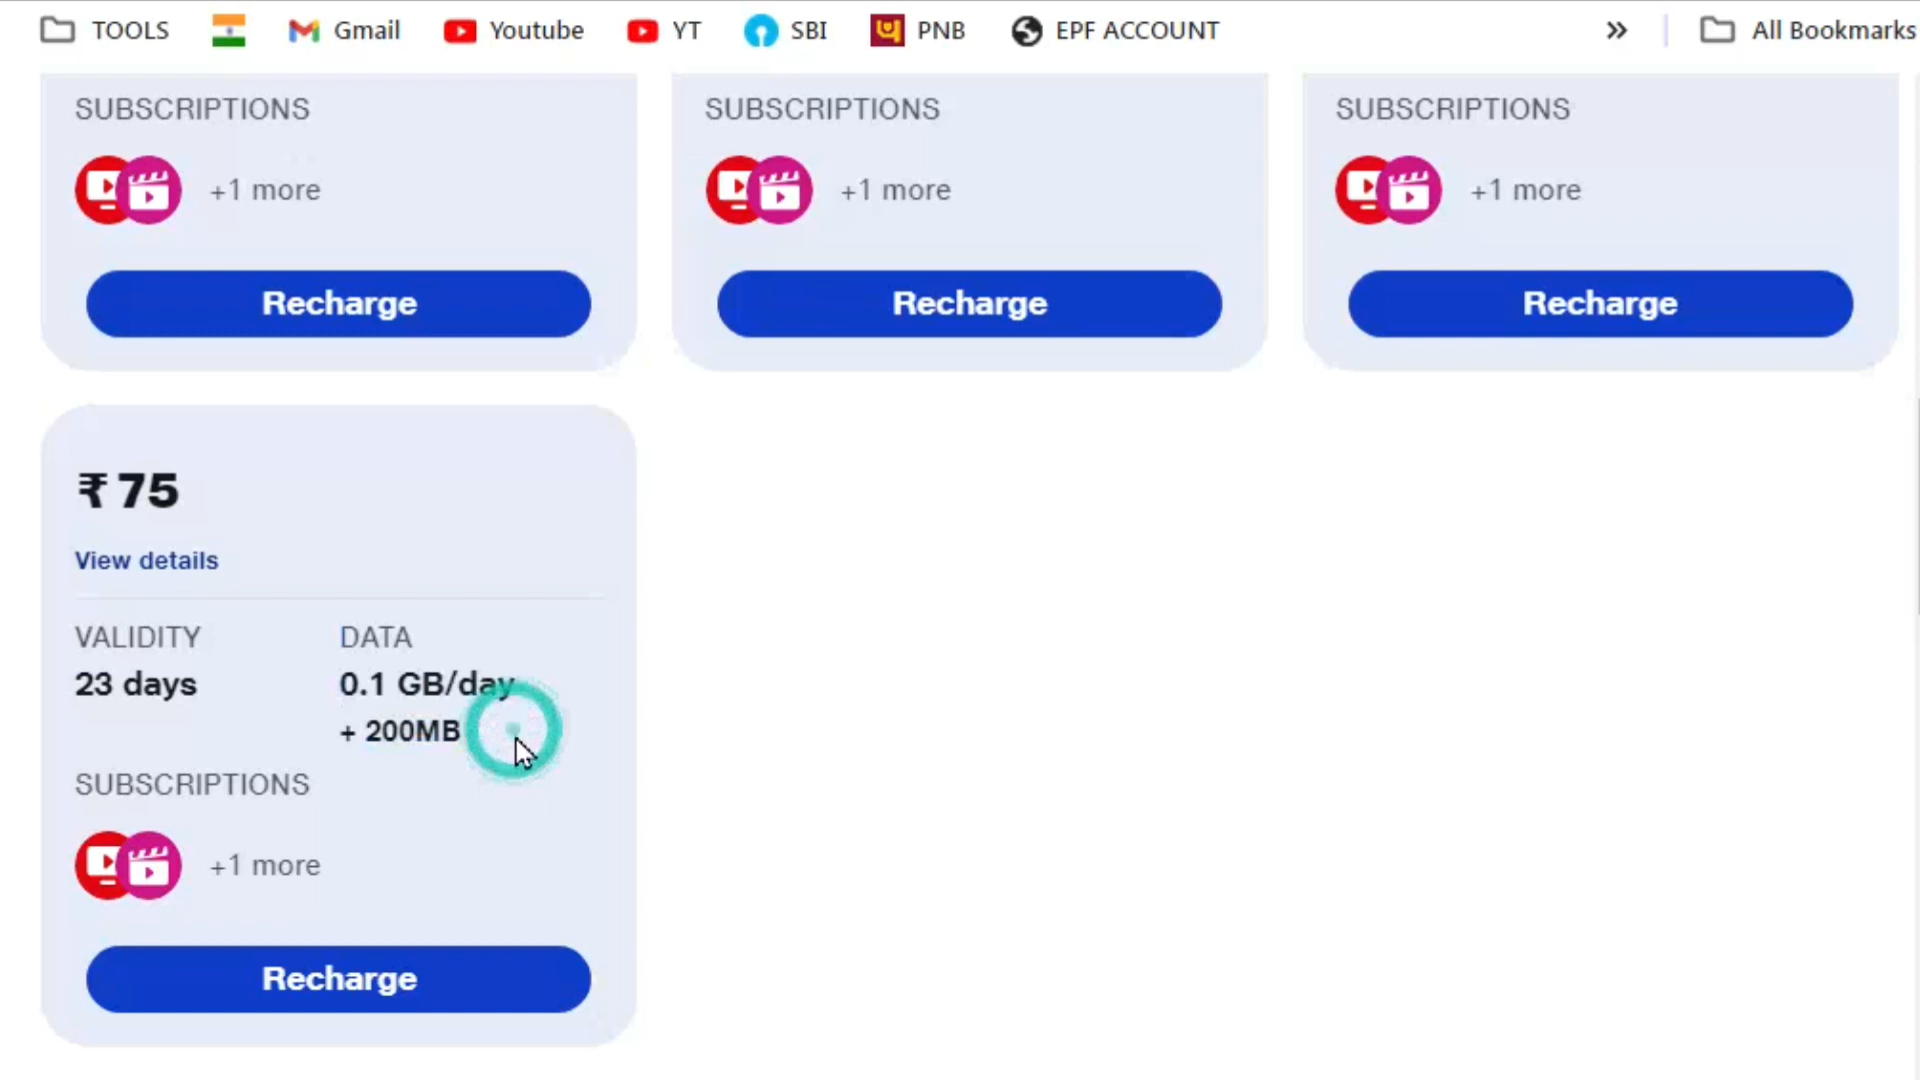 TOOLS Gmail Youtube YT SBI PNB EPF ACCOUNT » All Bookmarks
SUBSCRIPTIONS SUBSCRIPTIONS SUBSCRIPTIONS
+1 more +1 more +1 more
Recharge Recharge Recharge
₹ 75
View details
VALIDITY DATA
23 days 0.1 GB/day
+ 200MB
SUBSCRIPTIONS
+1 more
Recharge